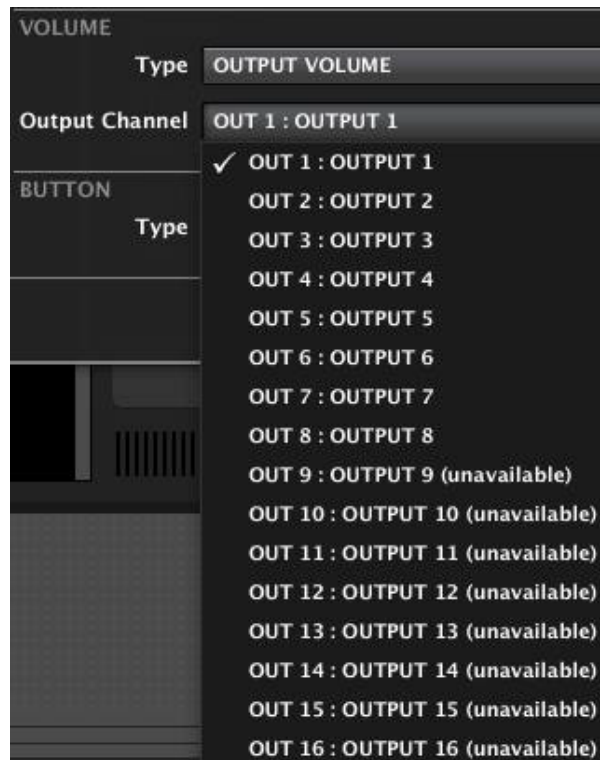 VOLUME
Type OUTPUT VOLUME
Output Channel OUT 1 : OUTPUT 1
✓ OUT 1 : OUTPUT 1
BUTTON
Type
OUT 2 : OUTPUT 2
OUT 3 : OUTPUT 3
OUT 4 : OUTPUT 4
OUT 5 : OUTPUT 5
OUT 6 : OUTPUT 6
OUT 7 : OUTPUT 7
OUT 8 : OUTPUT 8
OUT 9 : OUTPUT 9 (unavailable)
OUT 10 : OUTPUT 10 (unavailable)
OUT 11 : OUTPUT 11 (unavailable)
OUT 12 : OUTPUT 12 (unavailable)
OUT 13 : OUTPUT 13 (unavailable)
OUT 14 : OUTPUT 14 (unavailable)
OUT 15 : OUTPUT 15 (unavailable)
OUT 16 : OUTPUT 16 (unavailable)